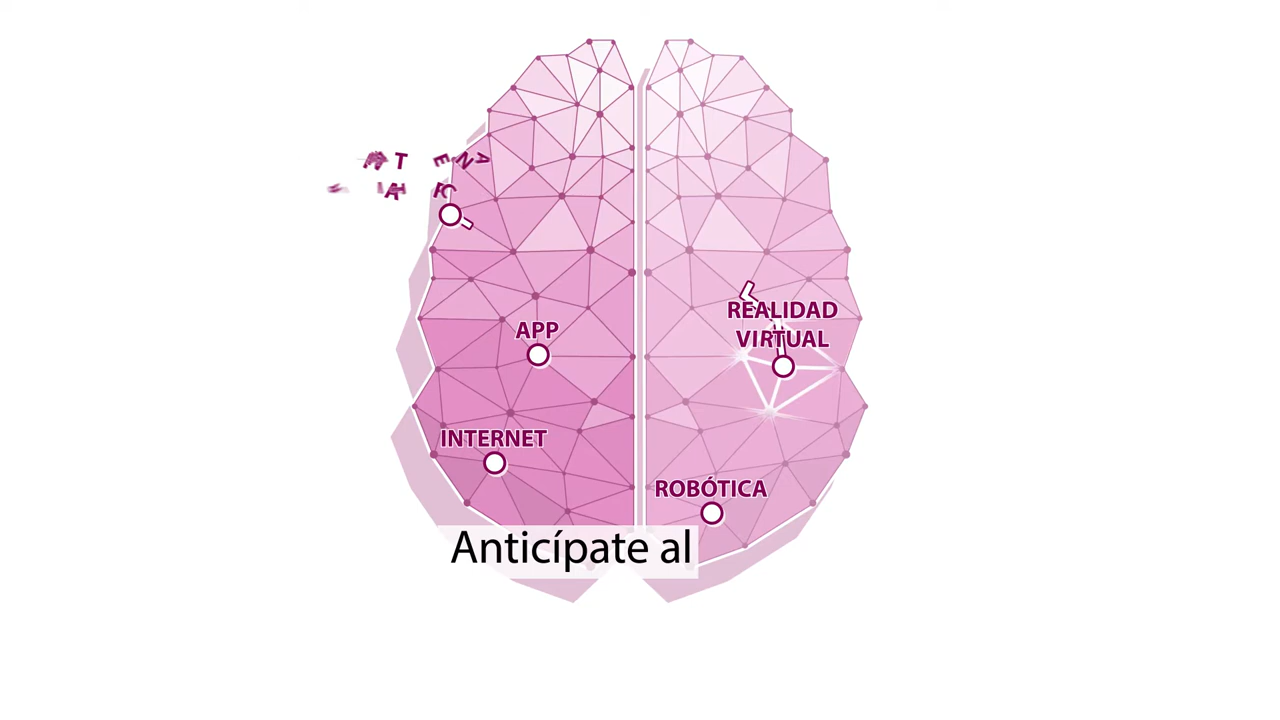 APP
REALIDAD
VIRTUAL
INTERNET
ROBÓTICA
Anticípate al